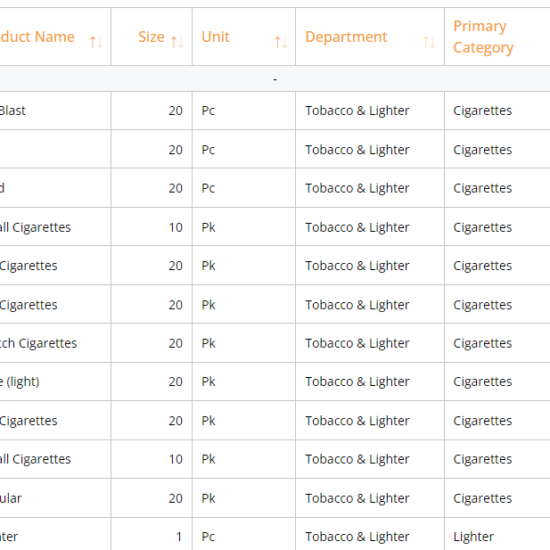 duct Name Size Unit Department Primary Category
-
Blast 20 Pc Tobacco & Lighter Cigarettes
20 Pc Tobacco & Lighter Cigarettes
d 20 Pc Tobacco & Lighter Cigarettes
all Cigarettes 10 Pk Tobacco & Lighter Cigarettes
Cigarettes 20 Pk Tobacco & Lighter Cigarettes
Cigarettes 20 Pk Tobacco & Lighter Cigarettes
tch Cigarettes 20 Pk Tobacco & Lighter Cigarettes
e (light) 20 Pk Tobacco & Lighter Cigarettes
Cigarettes 20 Pk Tobacco & Lighter Cigarettes
all Cigarettes 10 Pk Tobacco & Lighter Cigarettes
ular 20 Pk Tobacco & Lighter Cigarettes
ter 1 Pc Tobacco & Lighter Lighter